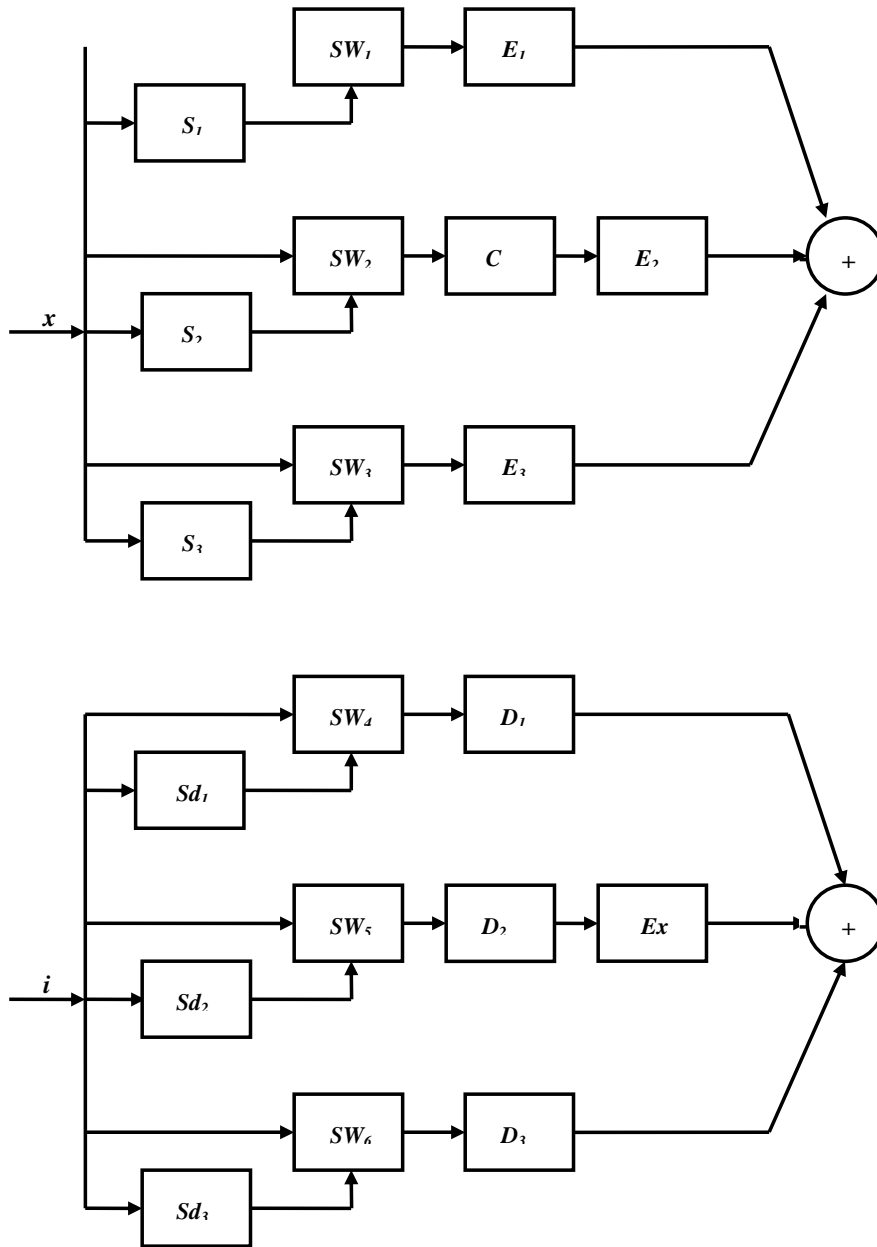 SW₁ E₁
S₁
SW₂ C E₂ +
x S₂
SW₃ E₃
S₃
SW₄ D₁
Sd₁
SW₅ D₂ Ex +
i Sd₂
SW₆ D₃
Sd₃